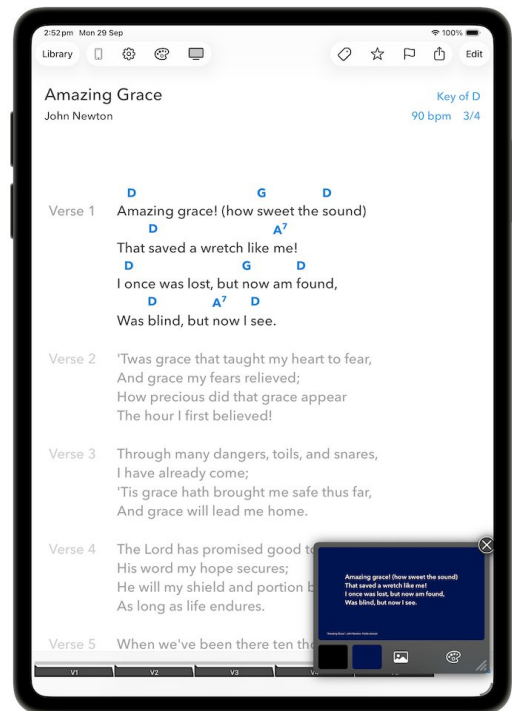 2:52 pm Mon 29 Sep
100%
Library
Edit
Amazing Grace
Key of D
John Newton
90 bpm 3/4
D G D
Verse 1 Amazing grace! (how sweet the sound)
D A7
That saved a wretch like me!
D G D
I once was lost, but now am found,
D A7 D
Was blind, but now I see.
Verse 2 'Twas grace that taught my heart to fear,
And grace my fears relieved;
How precious did that grace appear
The hour I first believed!
Verse 3 Through many dangers, toils, and snares,
I have already come;
'Tis grace hath brought me safe thus far,
And grace will lead me home.
Verse 4 The Lord has promised good
His word my hope secures;
He will my shield and portion
As long as life endures.
Verse 5 When we've been there ten
Amazing grace! (how sweet the sound)
That saved a wretch like me!
I once was lost, but now am found,
Was blind, but now I see.
V1 V2 V3